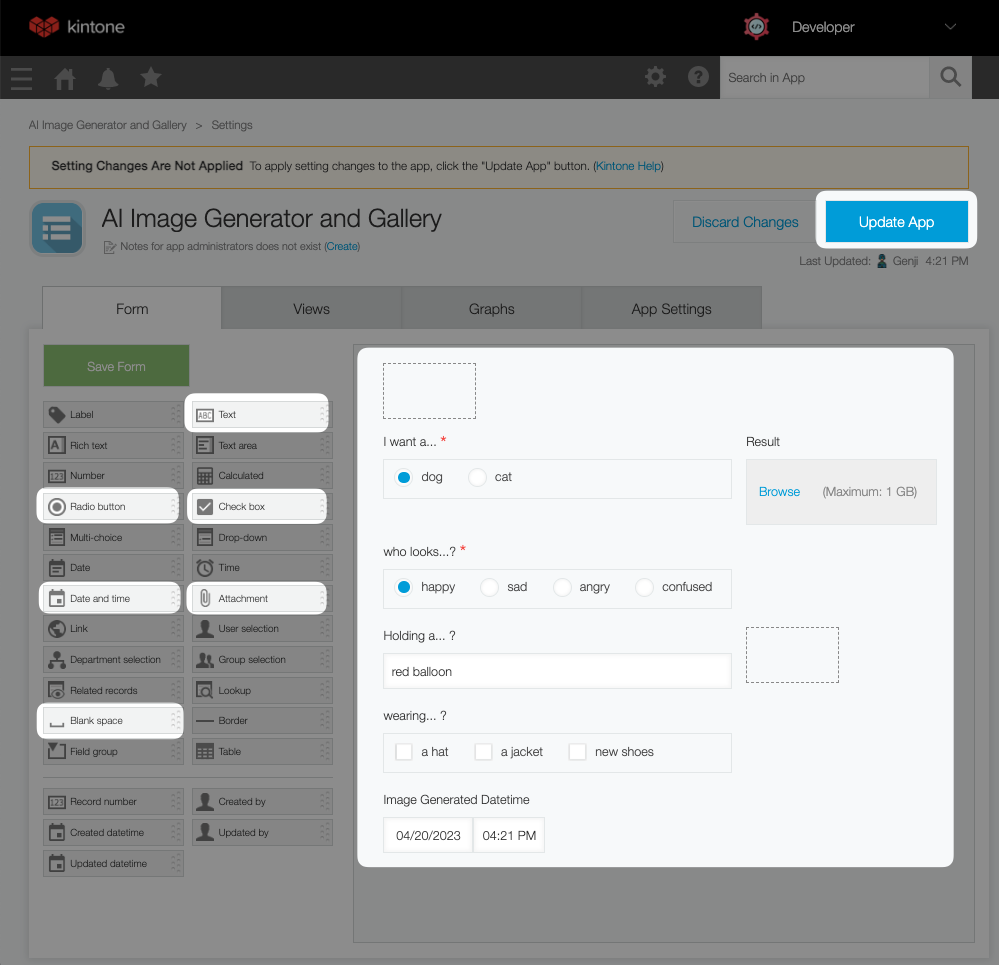 kintone
Developer
Search in App
AI Image Generator and Gallery > Settings
Setting Changes Are Not Applied To apply setting changes to the app, click the "Update App" button. (Kintone Help)
AI Image Generator and Gallery
Notes for app administrators does not exist (Create)
Discard Changes
Update App
Last Updated: Genji 4:21 PM
Form
Views
Graphs
App Settings
Save Form
Label
ABC Text
A Rich text
Text area
123 Number
Calculated
Radio button
Check box
Multi-choice
Drop-down
Date
Time
Date and time
Attachment
Link
User selection
Department selection
Group selection
Related records
Lookup
Blank space
Border
Field group
Table
123 Record number
Created by
Created datetime
Updated by
Updated datetime
I want a... *
dog cat
Result
Browse (Maximum: 1 GB)
who looks...? *
happy sad angry confused
Holding a... ?
red balloon
wearing... ?
a hat a jacket new shoes
Image Generated Datetime
04/20/2023 04:21 PM